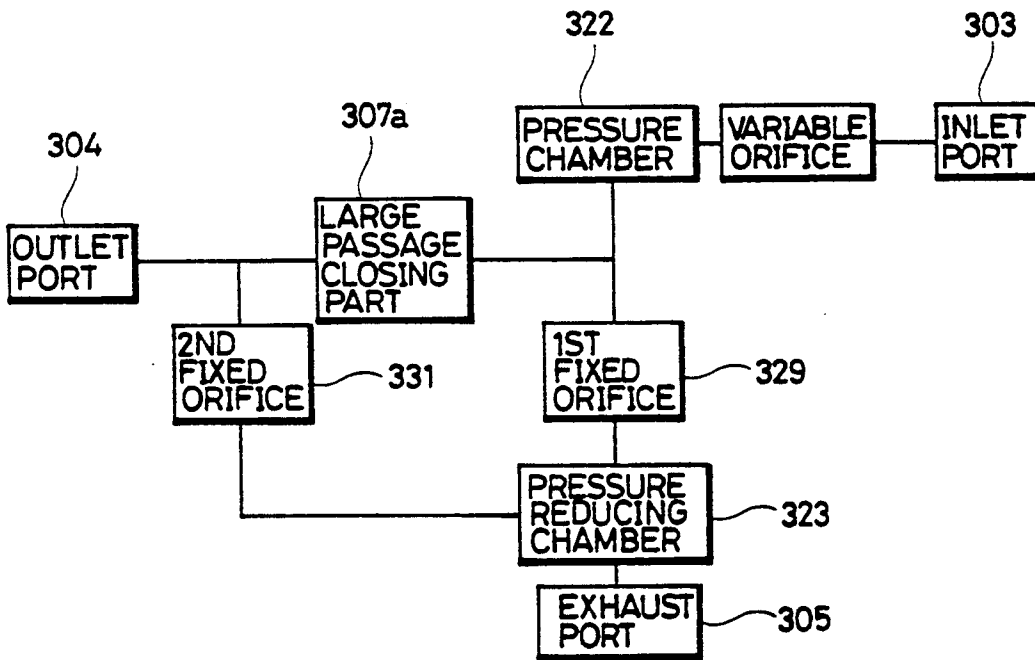 322
303
307a
304
PRESSURE
CHAMBER
VARIABLE
ORIFICE
INLET
PORT
LARGE
PASSAGE
CLOSING
PART
OUTLET
PORT
2ND
FIXED
ORIFICE
331
1ST
FIXED
ORIFICE
329
PRESSURE
REDUCING
CHAMBER
323
EXHAUST
PORT
305